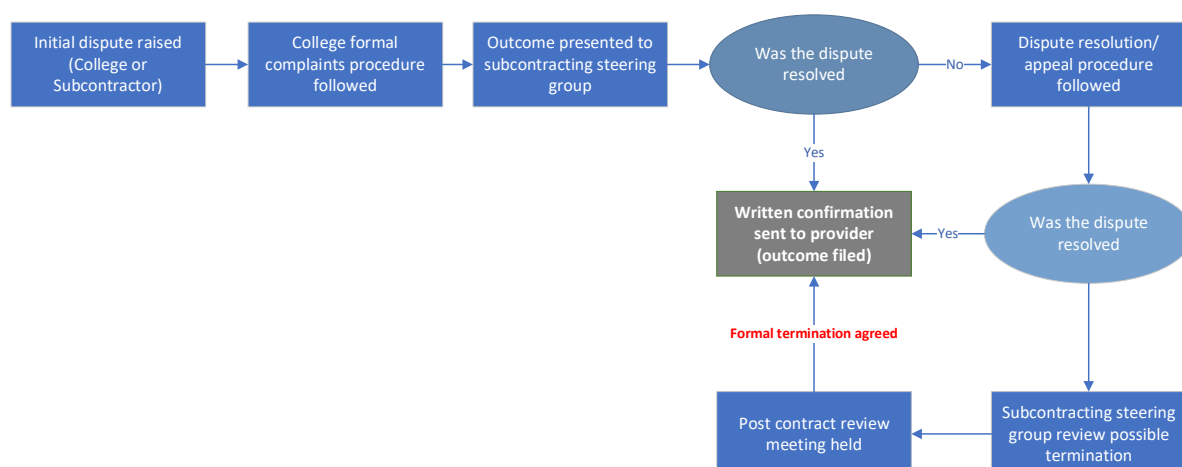 Initial dispute raised
(College or
Subcontractor)
College formal
complaints procedure
followed
Outcome presented to
subcontracting steering
group
Was the dispute
resolved
No
Dispute resolution/
appeal procedure
followed
Yes
Written confirmation
sent to provider
(outcome filed)
Yes
Was the dispute
resolved
Formal termination agreed
Post contract review
meeting held
Subcontracting steering
group review possible
termination